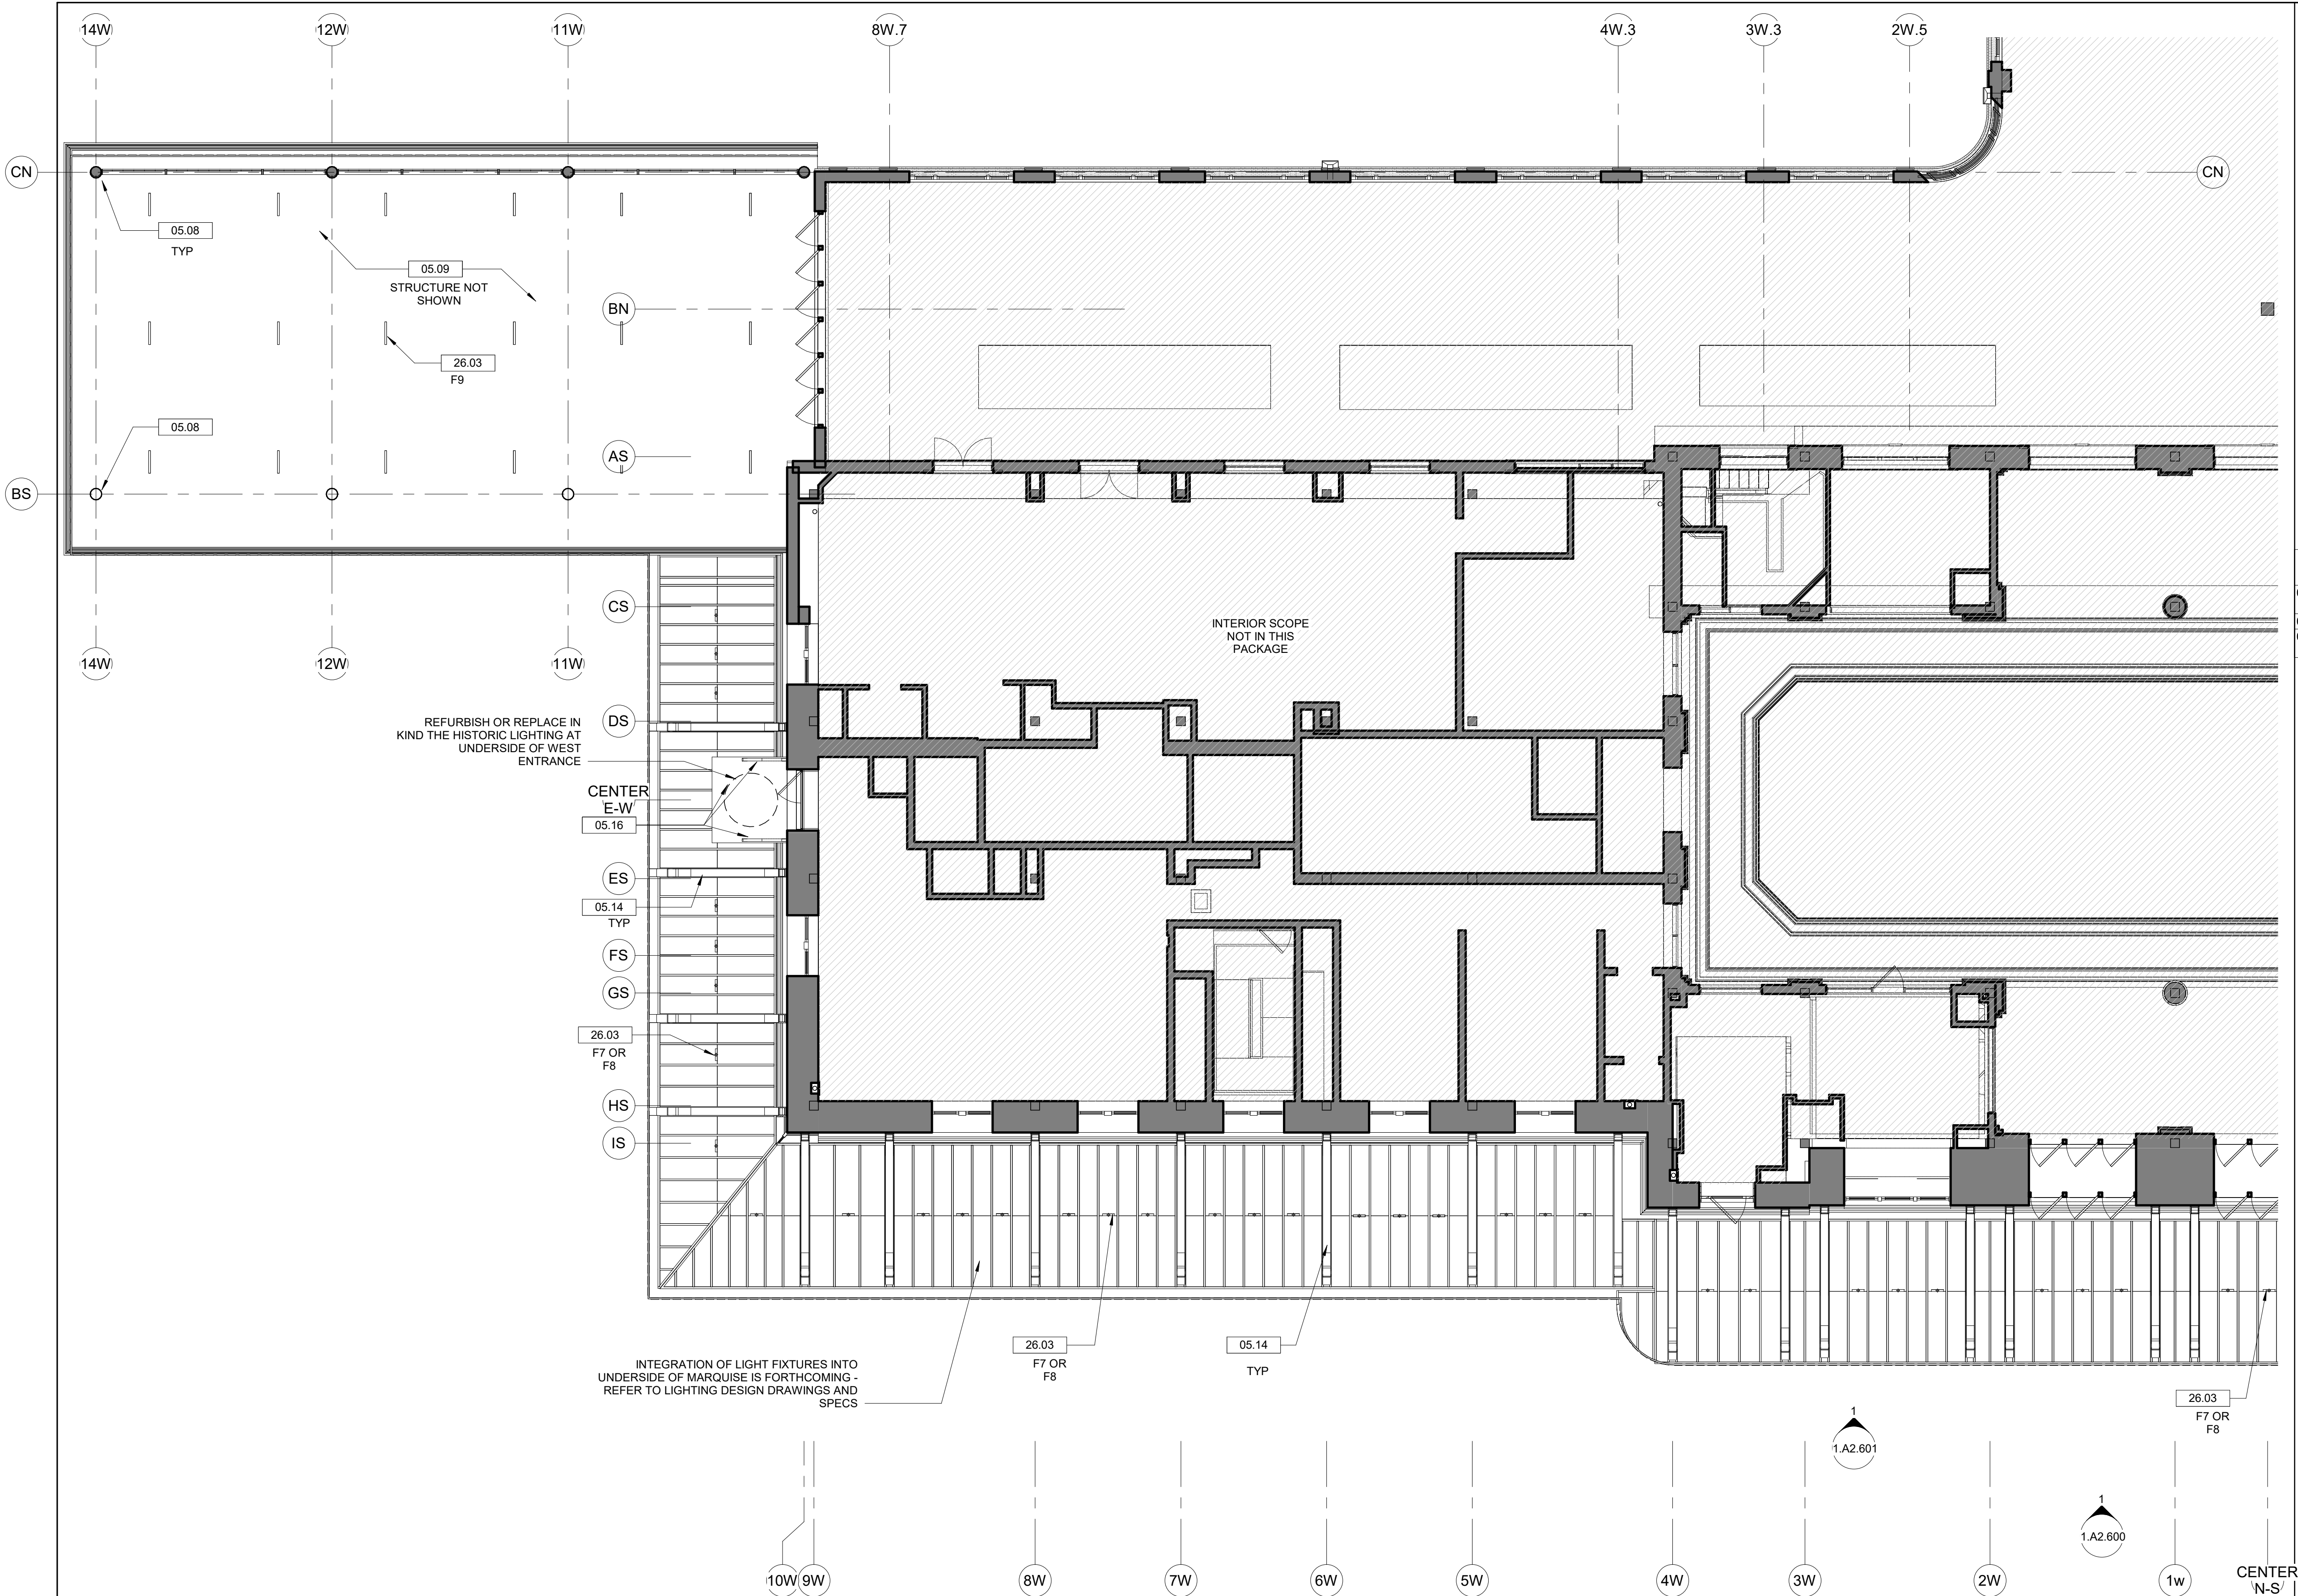 14W
12W
11W
8W.7
4W.3
3W.3
2W.5
CN
CN
05.08
TYP
05.09
STRUCTURE NOT
SHOWN
BN
26.03
F9
05.08
AS
BS
CS
14W
12W
11W
INTERIOR SCOPE
NOT IN THIS
PACKAGE
DS
REFURBISH OR REPLACE IN
KIND THE HISTORIC LIGHTING AT
UNDERSIDE OF WEST
ENTRANCE
CENTER
E-W
05.16
ES
05.14
TYP
FS
GS
26.03
F7 OR
F8
HS
IS
26.03
F7 OR
F8
05.14
TYP
INTEGRATION OF LIGHT FIXTURES INTO
UNDERSIDE OF MARQUISE IS FORTHCOMING -
REFER TO LIGHTING DESIGN DRAWINGS AND
SPECS
26.03
F7 OR
F8
1
1.A2.601
1
1.A2.600
10W
9W
8W
7W
6W
5W
4W
3W
2W
1w
CENTER
N-S